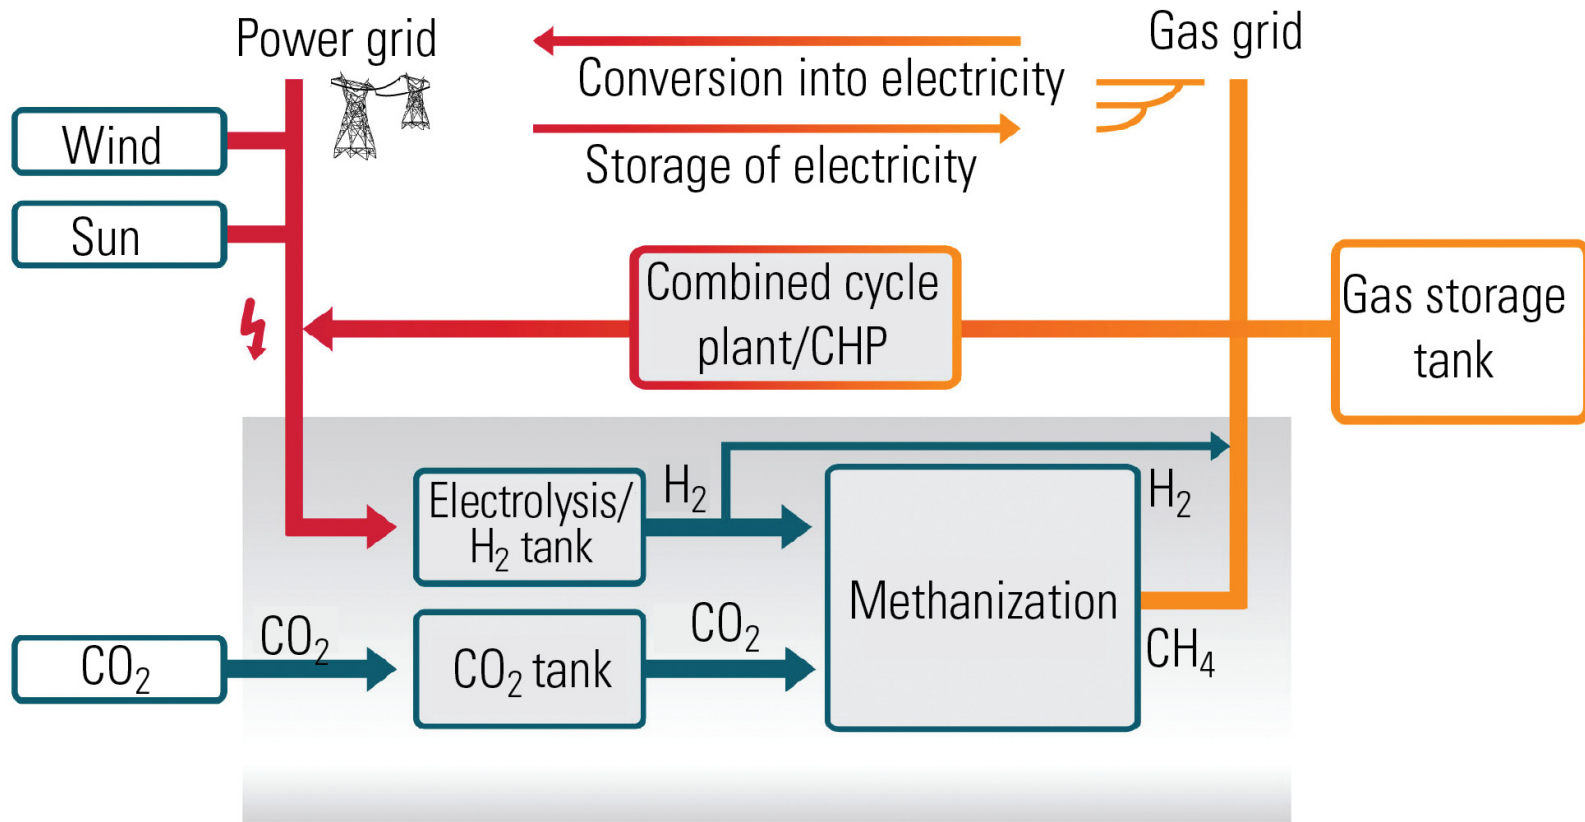 Power grid
Gas grid
Conversion into electricity
Storage of electricity
Wind
Sun
Combined cycle
plant/CHP
Gas storage
tank
Electrolysis/
H₂ tank
H₂
H₂
Methanization
CO₂
CO₂
CO₂ tank
CO₂
CH₄